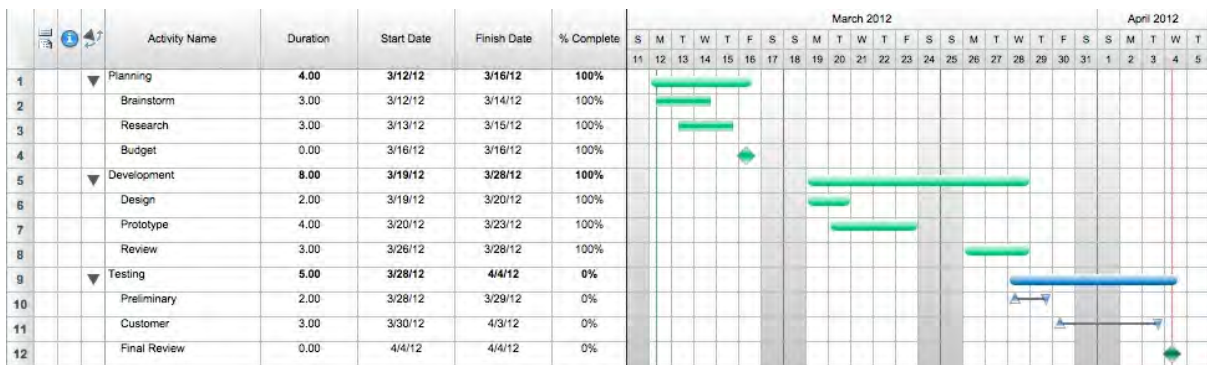 March 2012 April 2012
Activity Name Duration Start Date Finish Date % Complete S M T W T F S S M T W T F S S M T W T F S S M T W T
11 12 13 14 15 16 17 18 19 20 21 22 23 24 25 26 27 28 29 30 31 1 2 3 4 5
1 Planning 4.00 3/12/12 3/16/12 100%
2 Brainstorm 3.00 3/12/12 3/14/12 100%
3 Research 3.00 3/13/12 3/15/12 100%
4 Budget 0.00 3/16/12 3/16/12 100%
5 Development 8.00 3/19/12 3/28/12 100%
6 Design 2.00 3/19/12 3/20/12 100%
7 Prototype 4.00 3/20/12 3/23/12 100%
8 Review 3.00 3/26/12 3/28/12 100%
9 Testing 5.00 3/28/12 4/4/12 0%
10 Preliminary 2.00 3/28/12 3/29/12 0%
11 Customer 3.00 3/30/12 4/3/12 0%
12 Final Review 0.00 4/4/12 4/4/12 0%